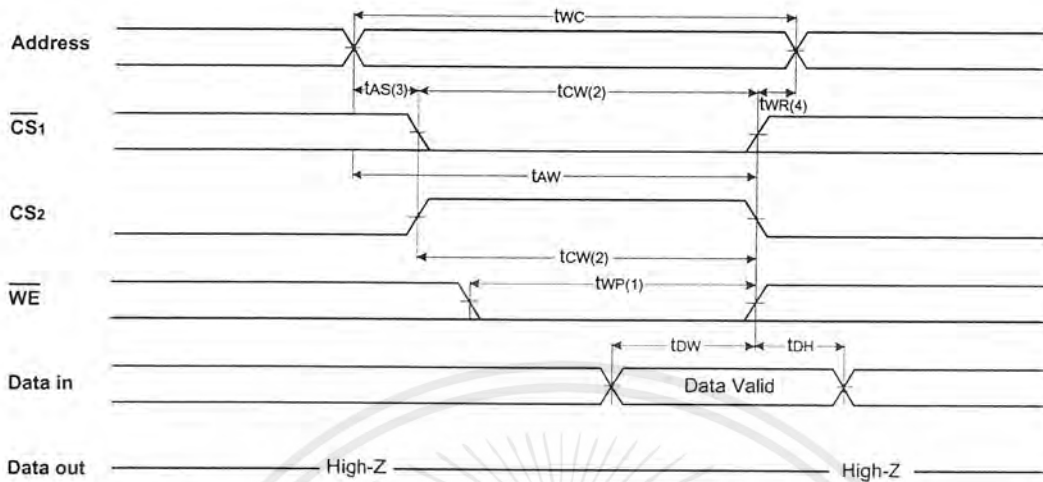 tWC
Address
tAS(3) tCW(2) tWR(4)
CS1
tAW
CS2
tCW(2)
tWP(1)
WE
tDW tDH
Data in Data Valid
Data out High-Z High-Z